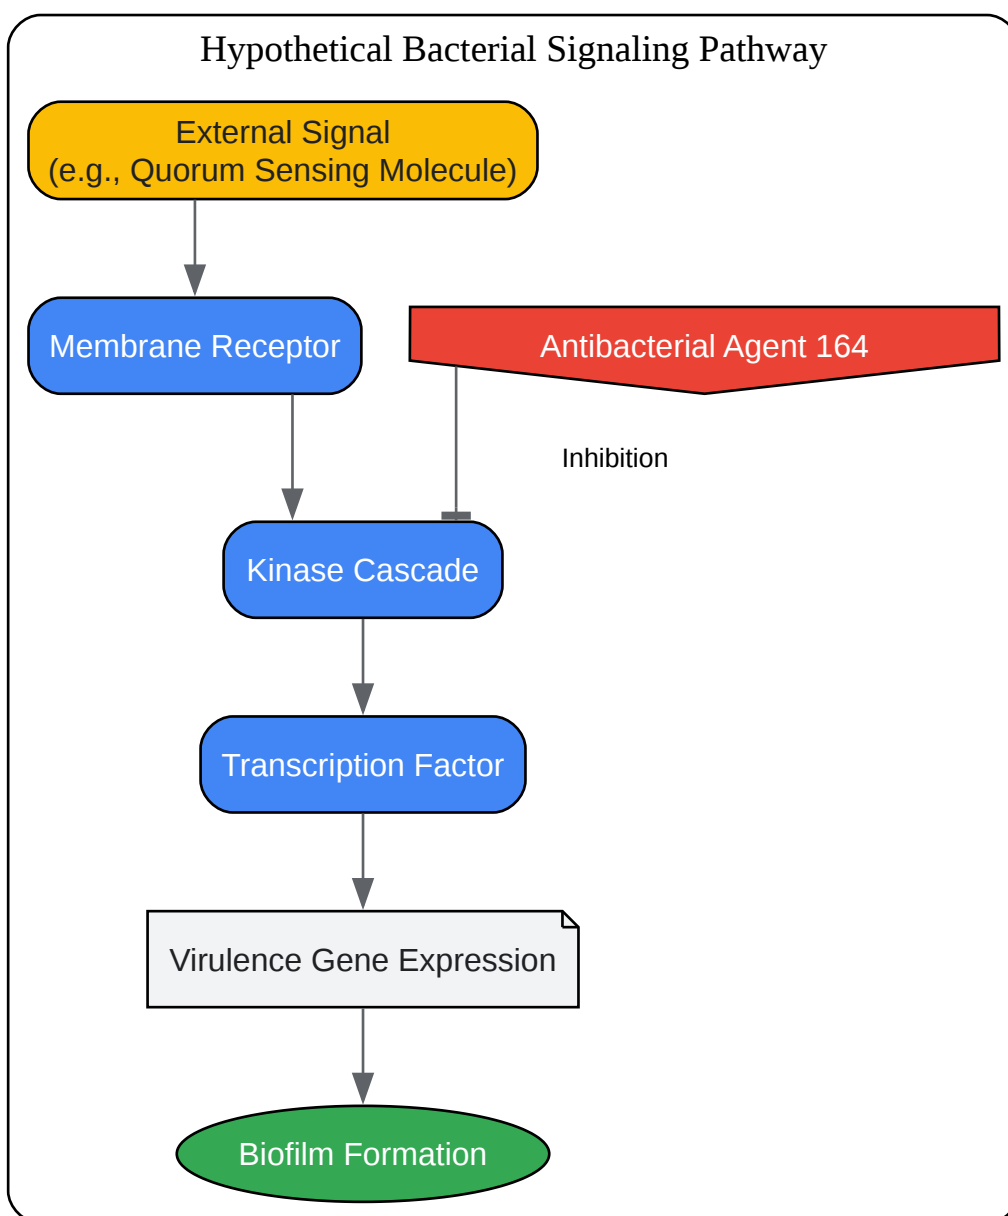 Hypothetical Bacterial Signaling Pathway
External Signal
(e.g., Quorum Sensing Molecule)
Membrane Receptor
Antibacterial Agent 164
Inhibition
Kinase Cascade
Transcription Factor
Virulence Gene Expression
Biofilm Formation